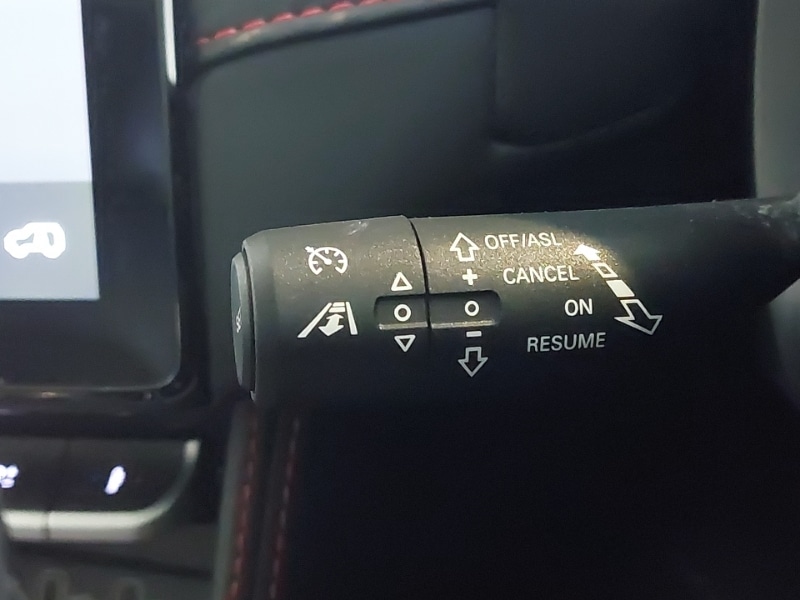 OFF/ASL
+ CANCEL
ON
- RESUME